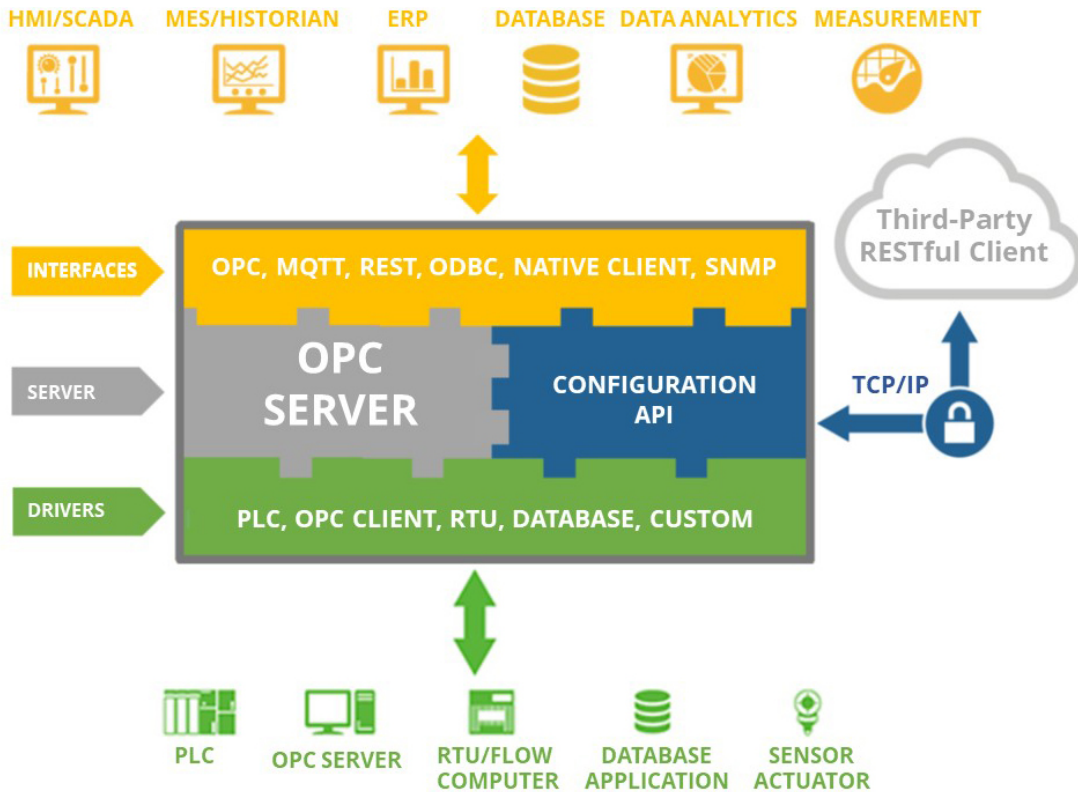 HMI/SCADA MES/HISTORIAN ERP DATABASE DATA ANALYTICS MEASUREMENT
Third-Party
RESTful Client
INTERFACES
OPC, MQTT, REST, ODBC, NATIVE CLIENT, SNMP
SERVER
OPC
SERVER
CONFIGURATION
API
TCP/IP
DRIVERS
PLC, OPC CLIENT, RTU, DATABASE, CUSTOM
PLC
OPC SERVER
RTU/FLOW
COMPUTER
DATABASE
APPLICATION
SENSOR
ACTUATOR